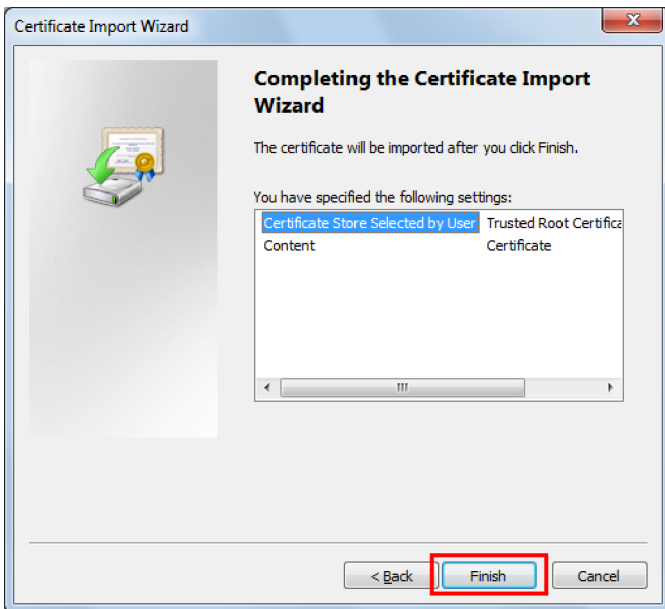 Certificate Import Wizard
Completing the Certificate Import
Wizard
The certificate will be imported after you click Finish.
You have specified the following settings:
Certificate Store Selected by User Trusted Root Certifica
Content Certificate
< Back Finish Cancel